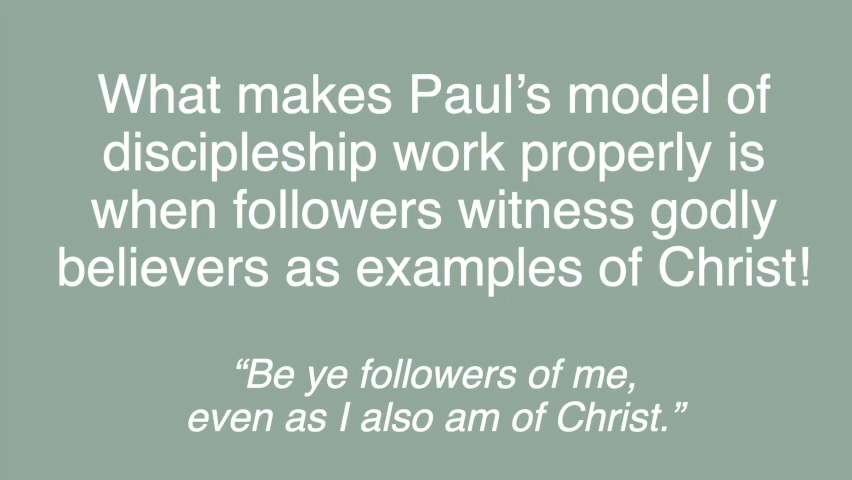 What makes Paul’s model of
discipleship work properly is
when followers witness godly
believers as examples of Christ!
“Be ye followers of me,
even as I also am of Christ.”